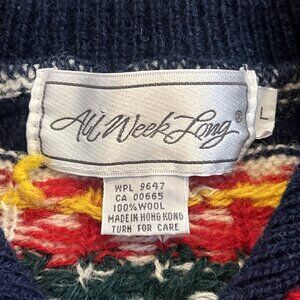 All Week Long®
L
WPL 9647
CA 00665
100% WOOL
MADE IN HONG KONG
TURN FOR CARE